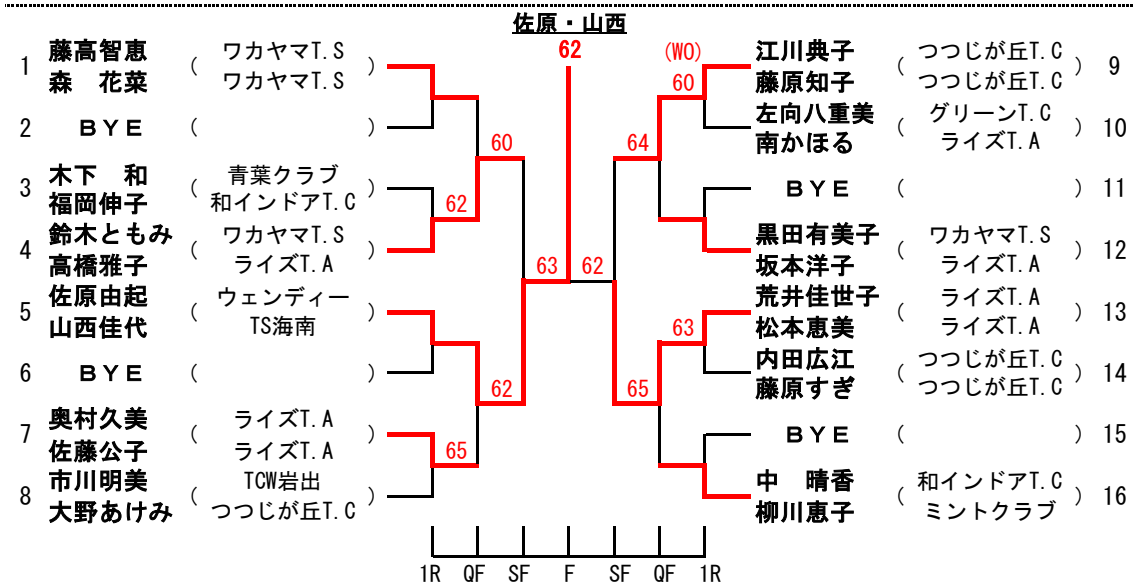 佐原・山西
62
1 藤高智恵 ( ワカヤマT.S )
森 花菜 ワカヤマT.S
2 BYE ( )
3 木下 和 ( 青葉クラブ )
福岡伸子 和インドアT.C
4 鈴木ともみ ( ワカヤマT.S )
高橋雅子 ライズT.A
5 佐原由起 ( ウェンディー )
山西佳代 TS海南
6 BYE ( )
7 奥村久美 ( ライズT.A )
佐藤公子 ライズT.A
8 市川明美 ( TCW岩出 )
大野あけみ つつじが丘T.C
60
62
63
62
65
(WO)
60
64
62
63
65
江川典子 ( つつじが丘T.C ) 9
藤原知子 つつじが丘T.C
左向八重美 ( グリーンT.C ) 10
南かほる ライズT.A
BYE ( ) 11
黒田有美子 ( ワカヤマT.S ) 12
坂本洋子 ライズT.A
荒井佳世子 ( ライズT.A ) 13
松本恵美 ライズT.A
内田広江 ( つつじが丘T.C ) 14
藤原すぎ つつじが丘T.C
BYE ( ) 15
中 晴香 ( 和インドアT.C ) 16
柳川恵子 ミントクラブ
1R QF SF F SF QF 1R